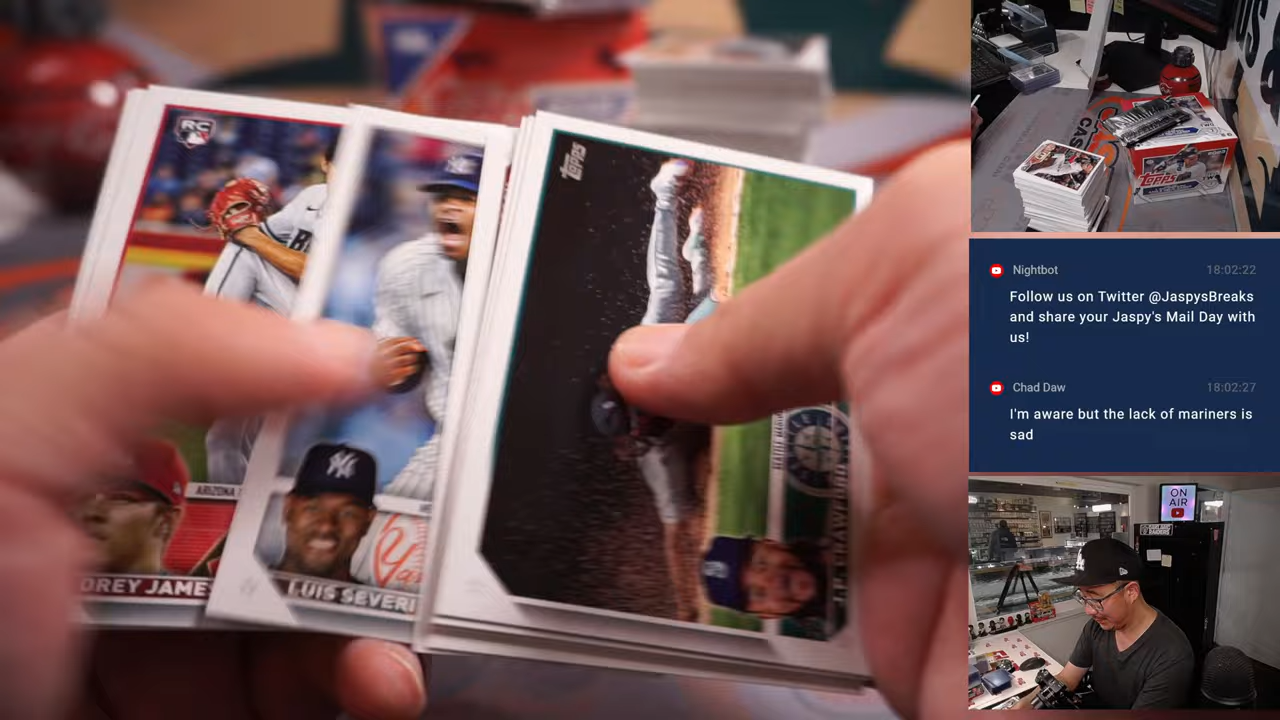 RC
TOPPS
ARIZONA
DREY JAME
LUIS SEVERI
J.P. CRAWFORD
TOPPS
Nightbot 18:02:22
Follow us on Twitter @JaspysBreaks
and share your Jaspy's Mail Day with
us!
Chad Daw 18:02:27
I'm aware but the lack of mariners is
sad
ON
AIR